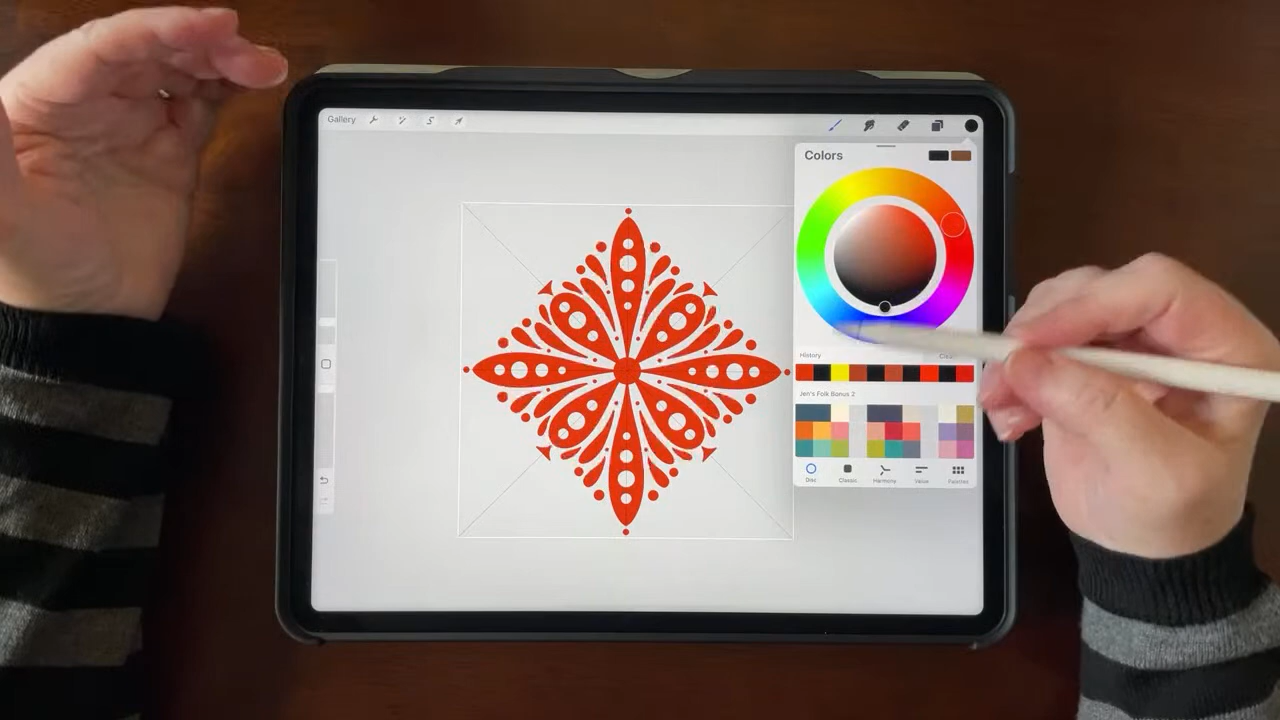 Gallery
Colors
History
Jen's Folk Bonus 2
Disc
Classic
Harmony
Value
Palettes